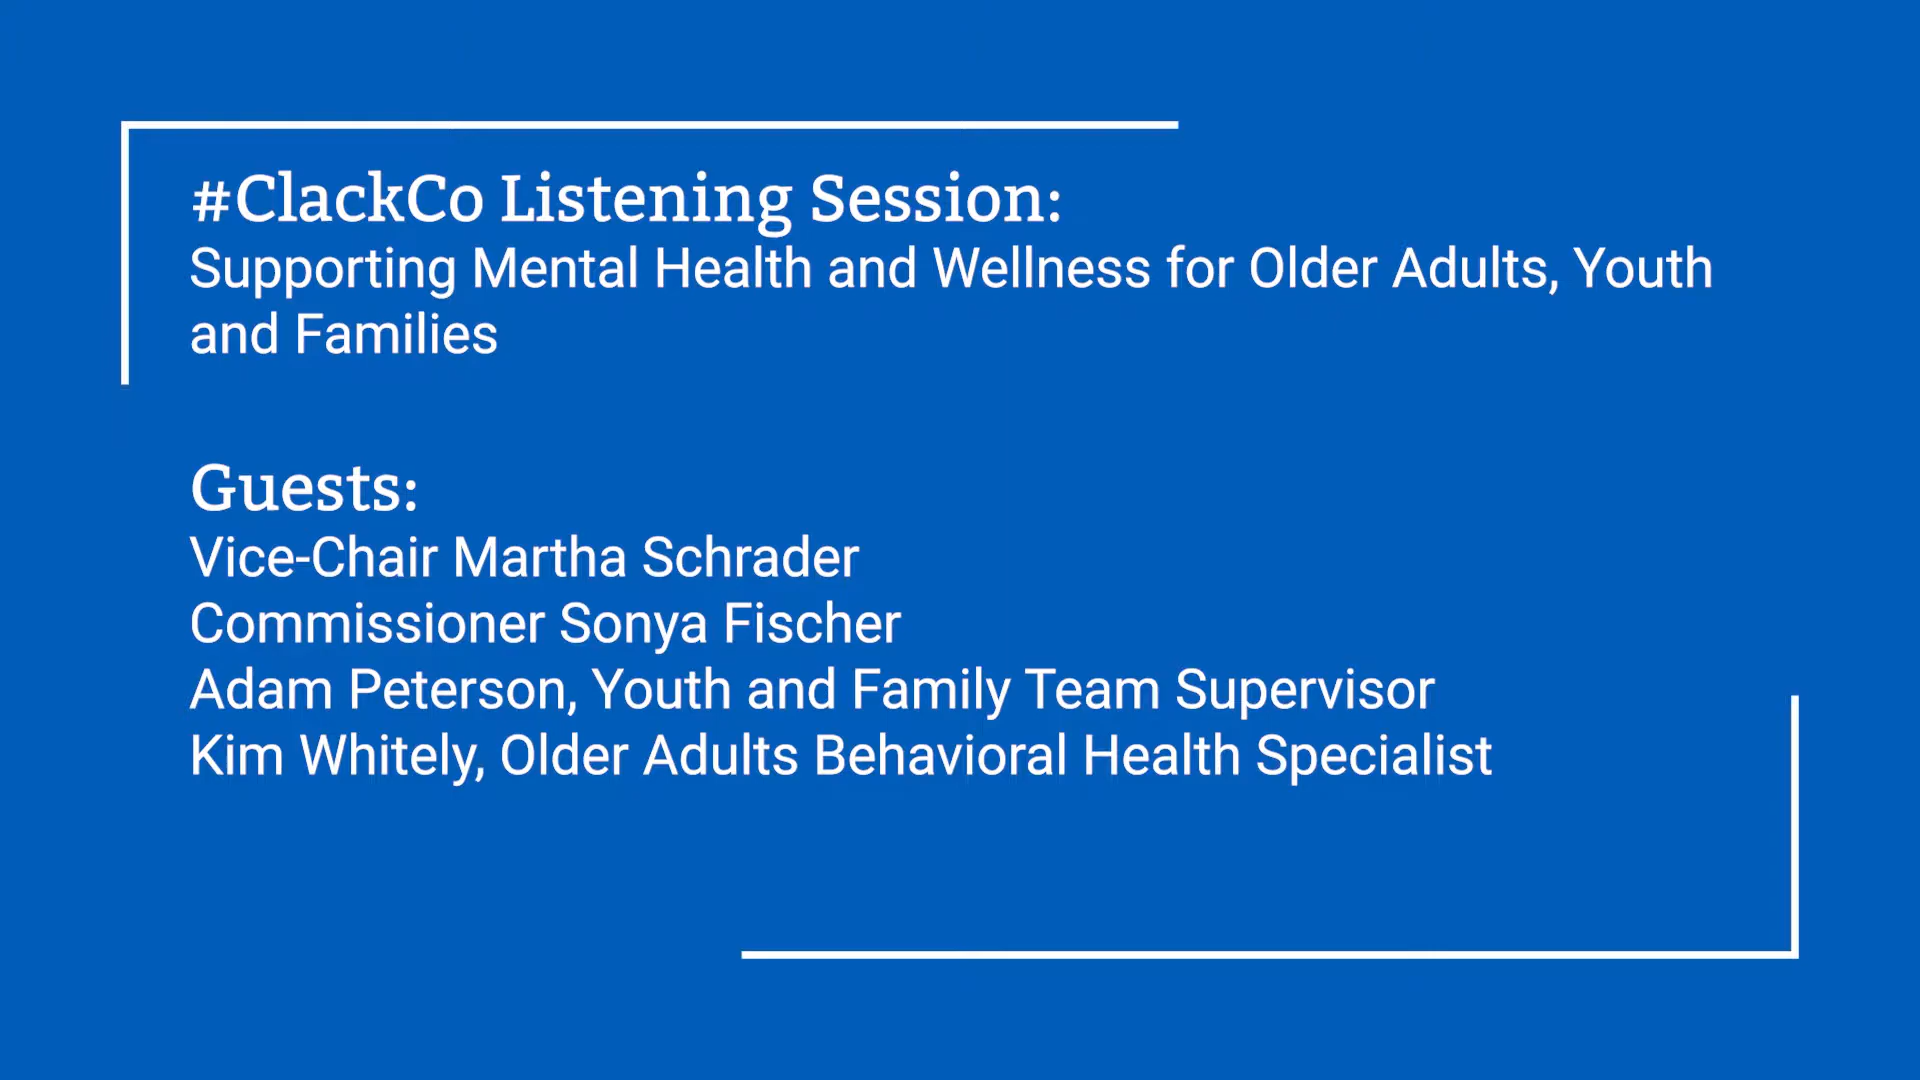 #ClackCo Listening Session:
Supporting Mental Health and Wellness for Older Adults, Youth
and Families
Guests:
Vice-Chair Martha Schrader
Commissioner Sonya Fischer
Adam Peterson, Youth and Family Team Supervisor
Kim Whitely, Older Adults Behavioral Health Specialist